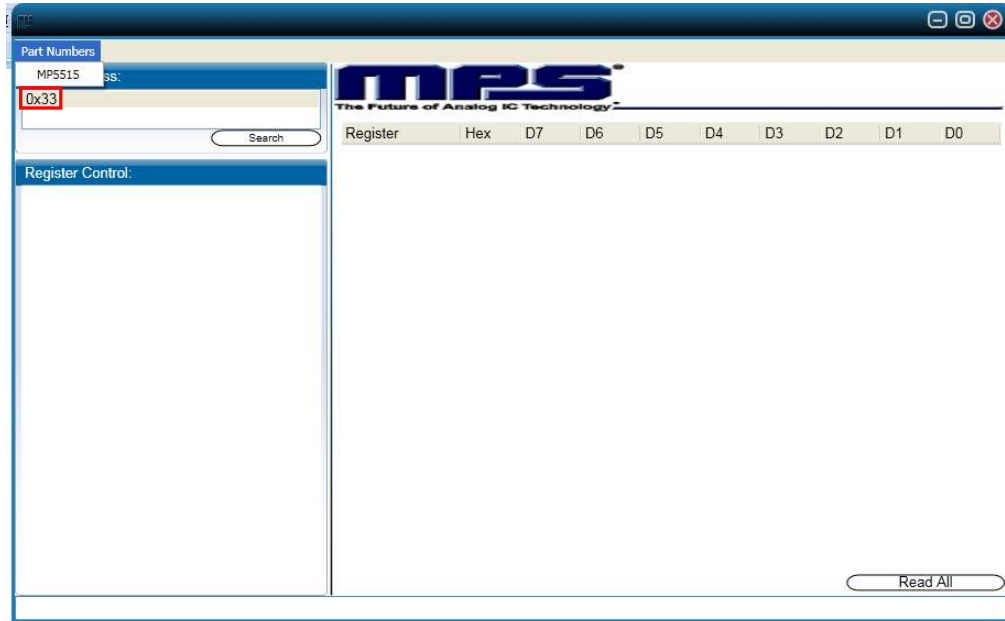 Part Numbers
MP5515
ss:
0x33
Search
Register Control:
mps
The Future of Analog IC Technology
Register Hex D7 D6 D5 D4 D3 D2 D1 D0
Read All